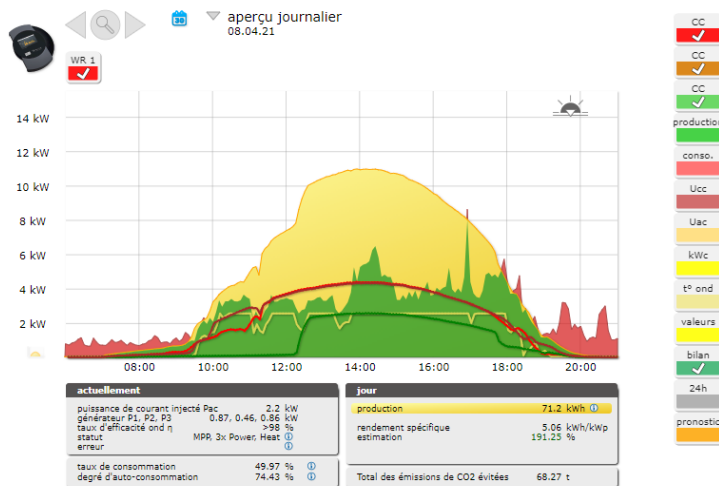 aperçu journalier
08.04.21
30
WR 1
14 kW
12 kW
10 kW
8 kW
6 kW
4 kW
2 kW
08:00 10:00 12:00 14:00 16:00 18:00 20:00
actuellement
puissance de courant injecté Pac 2.2 kW
générateur P1, P2, P3 0.87, 0.46, 0.86 kW
taux d'efficacité ond η >98 %
statut MPP, 3x Power, Heat
erreur
taux de consommation 49.97 %
degré d'auto-consommation 74.43 %
jour
production 71.2 kWh
rendement spécifique 5.06 kWh/kWp
estimation 191.25 %
Total des émissions de CO2 évitées 68.27 t
CC
CC
CC
production
conso.
Ucc
Uac
kWc
t° ond
valeurs
bilan
24h
pronostic